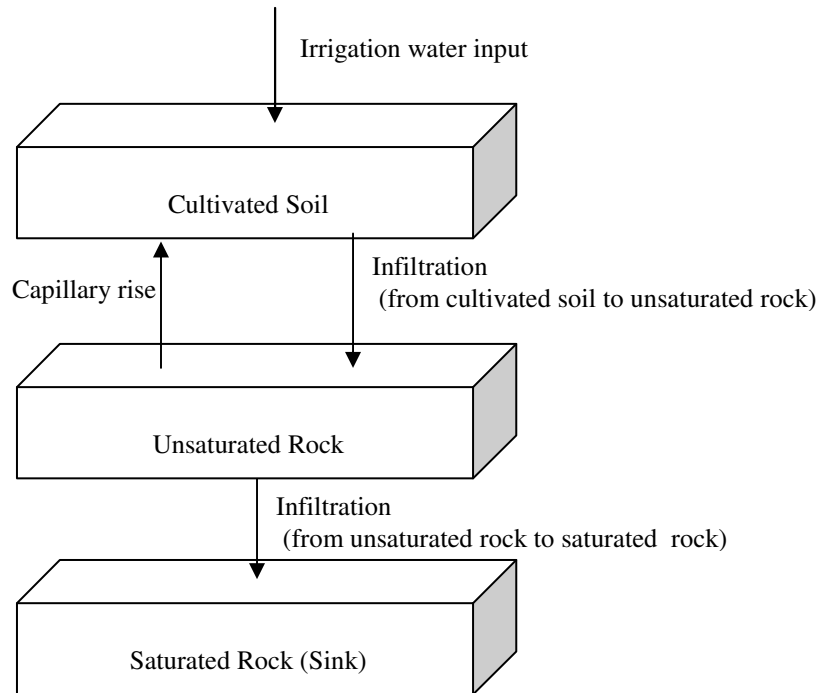 Irrigation water input
Cultivated Soil
Infiltration
(from cultivated soil to unsaturated rock)
Capillary rise
Unsaturated Rock
Infiltration
(from unsaturated rock to saturated rock)
Saturated Rock (Sink)